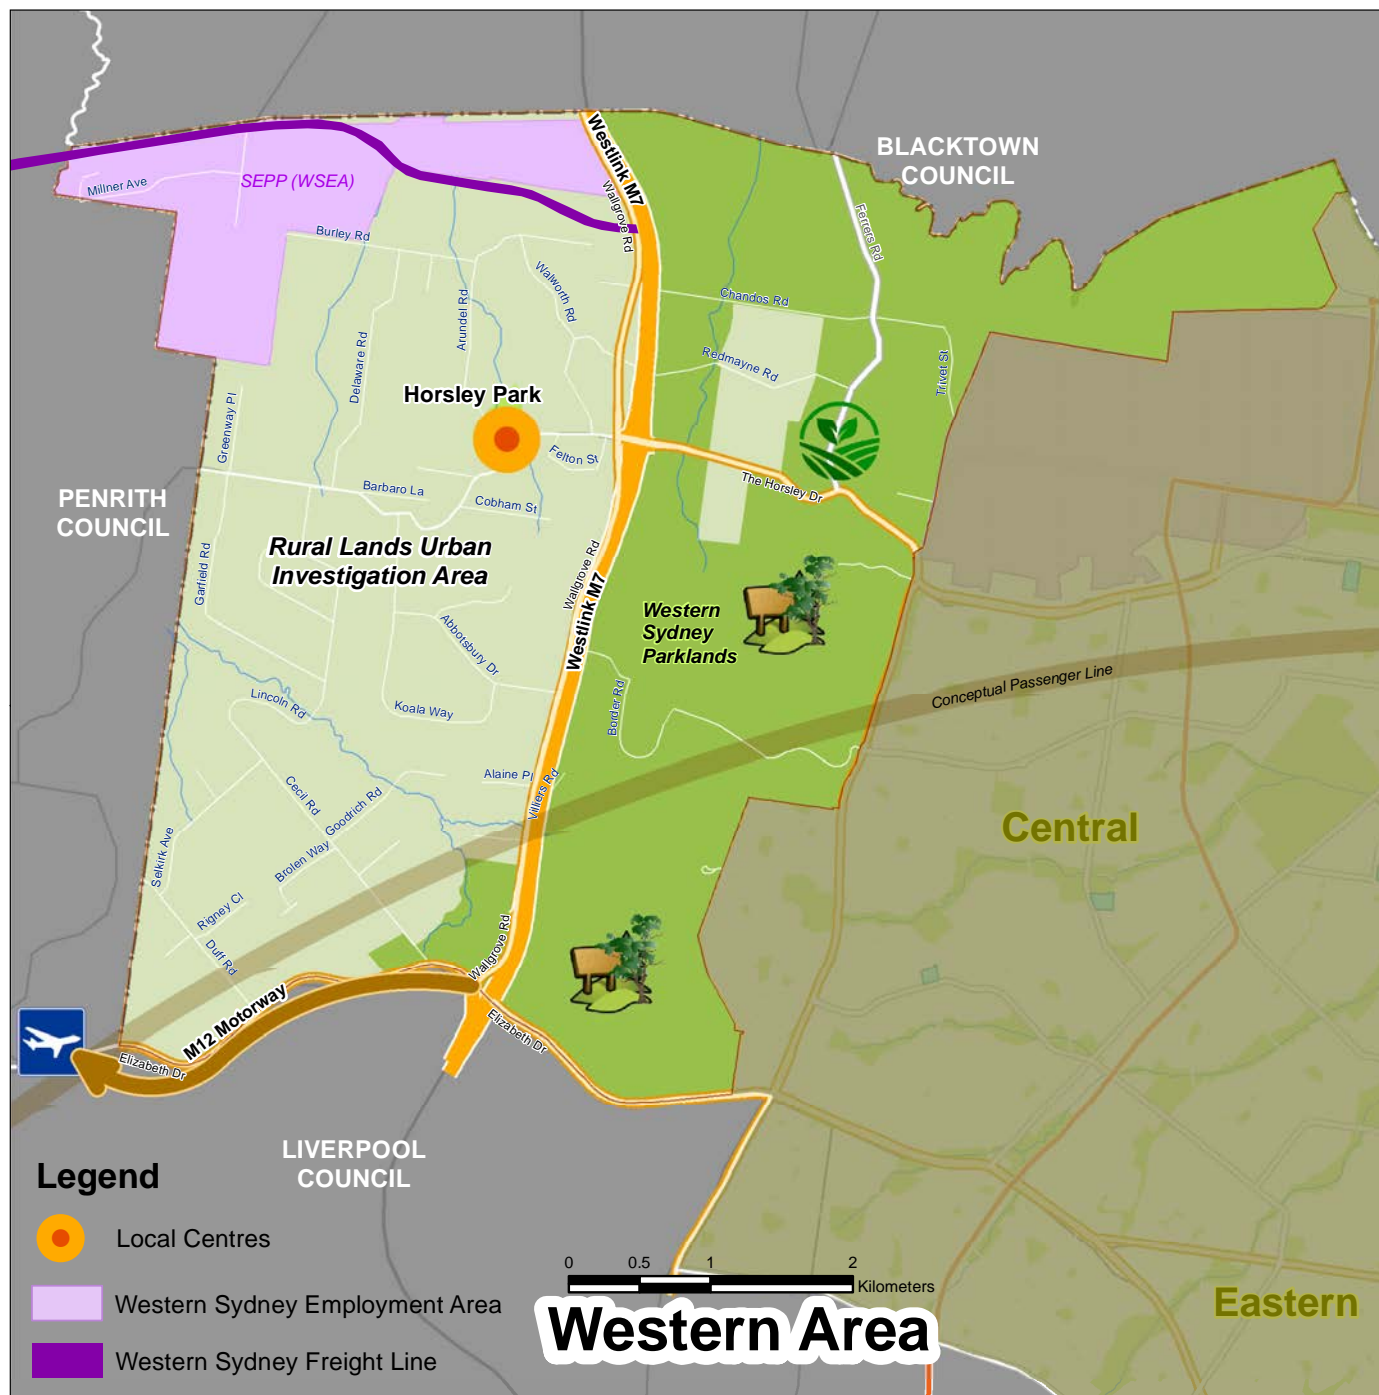 BLACKTOWN
COUNCIL
Westlink M7
Wallgrove Rd
Millner Ave
SEPP (WSEA)
Ferrers Rd
Burley Rd
Walworth Rd
Arundel Rd
Chandos Rd
Delaware Rd
Redmayne Rd
Trivet St
Greenway Pl
Horsley Park
Felton St
Barbaro La
Cobham St
The Horsley Dr
PENRITH
COUNCIL
Rural Lands Urban
Investigation Area
Garfield Rd
Wallgrove Rd
Westlink M7
Western
Sydney
Parklands
Abbotsbury Dr
Conceptual Passenger Line
Lincoln Rd
Koala Way
Border Rd
Alaine Pl
Villiers Rd
Cecil Rd
Goodrich Rd
Central
Selkirk Ave
Brolen Way
Rigney Cl
Duff Rd
Wallgrove Rd
M12 Motorway
Elizabeth Dr
Elizabeth Dr
LIVERPOOL
COUNCIL
Legend
Local Centres
Western Sydney Employment Area
Western Sydney Freight Line
0 0.5 1 2
Kilometers
Western Area
Eastern